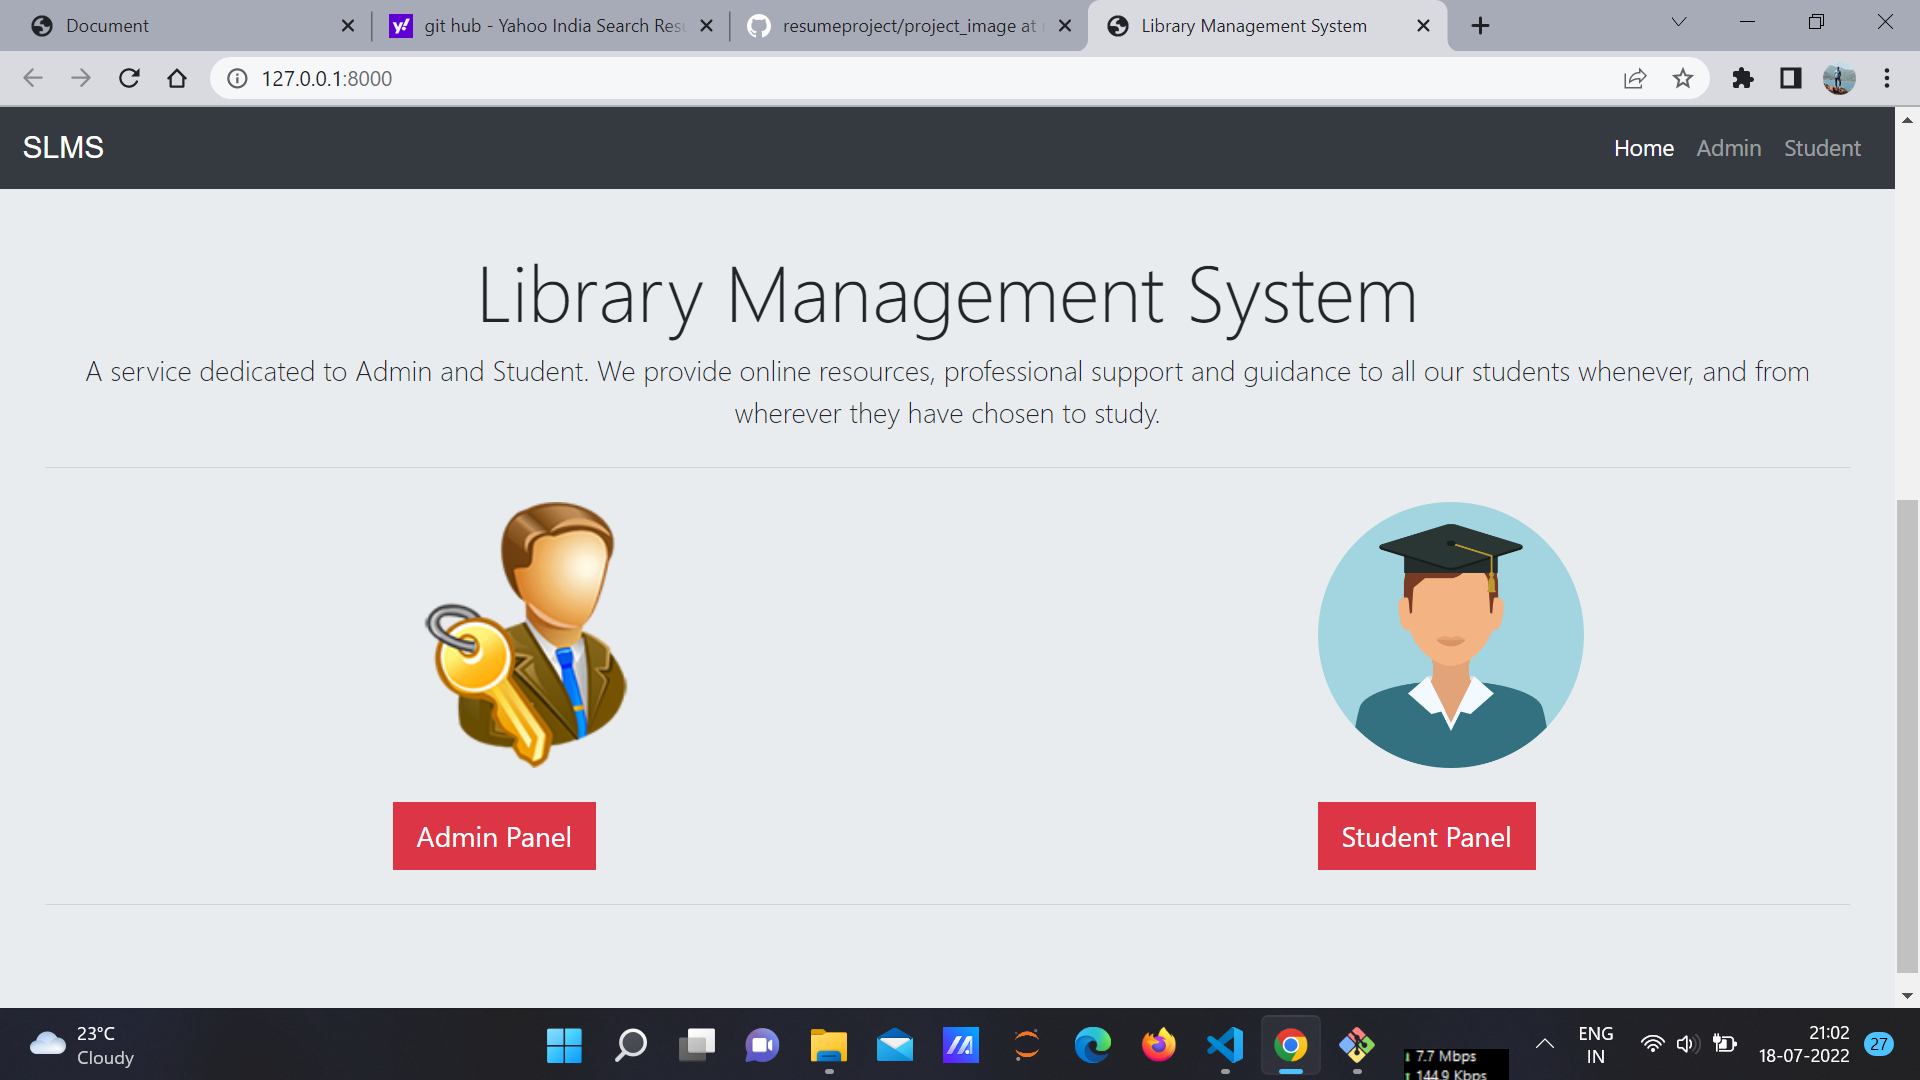 Document
git hub - Yahoo India Search Resu
resumeproject/project_image at
Library Management System
127.0.0.1:8000
SLMS
Home Admin Student
Library Management System
A service dedicated to Admin and Student. We provide online resources, professional support and guidance to all our students whenever, and from
wherever they have chosen to study.
Admin Panel
Student Panel
23°C
Cloudy
7.7 Mbps
144.9 Kbps
ENG
IN
21:02
18-07-2022
27